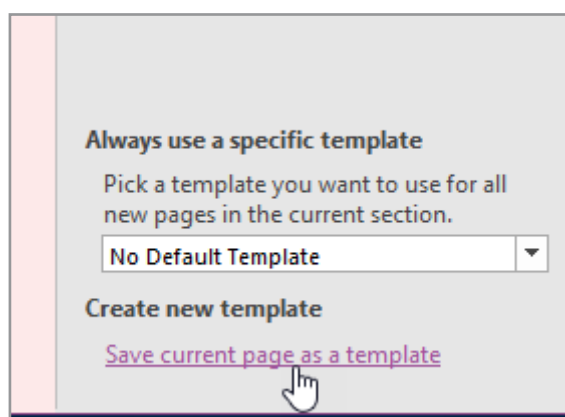 Always use a specific template
Pick a template you want to use for all
new pages in the current section.
No Default Template
Create new template
Save current page as a template